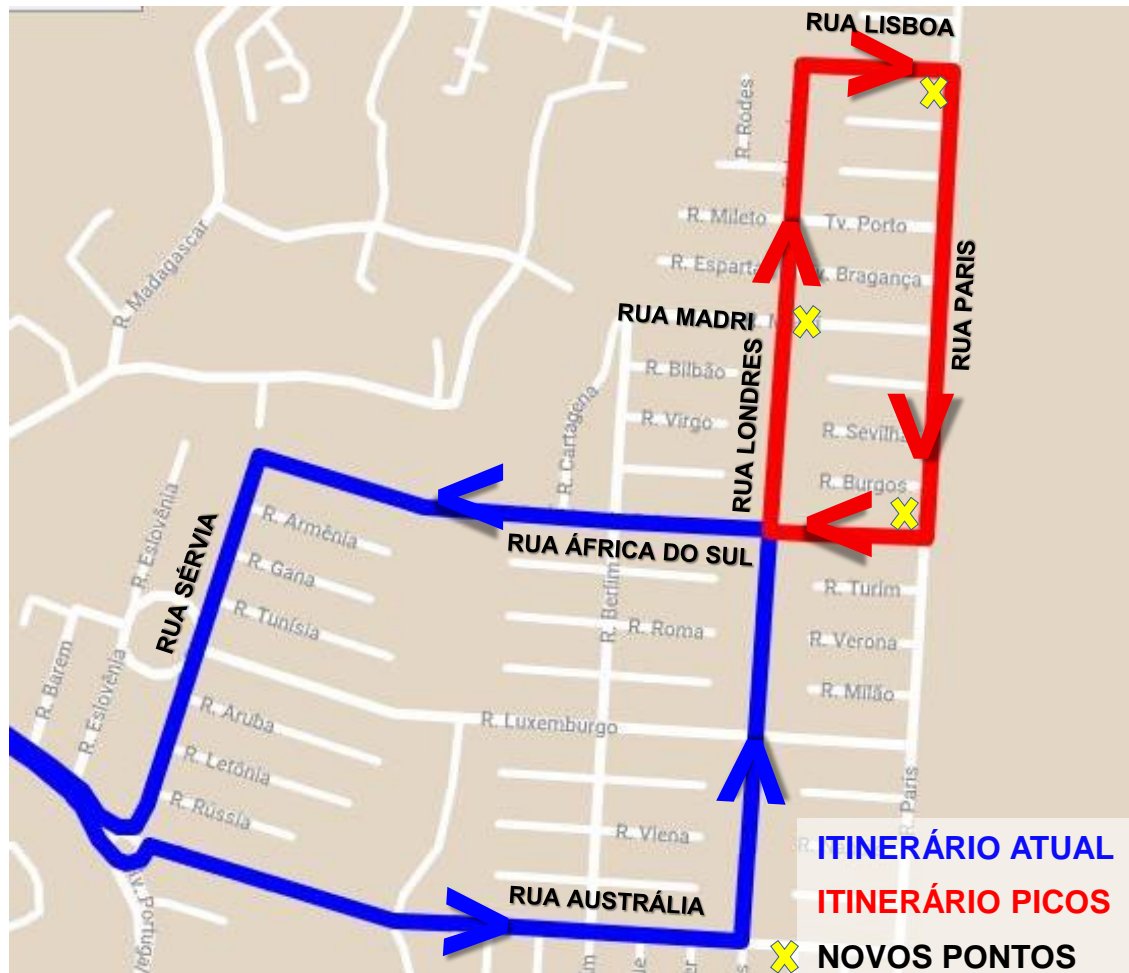 RUA LISBOA
R. Rodes
R. Mileto
Tv. Porto
R. Madagascar
R. Esparta
Bragança
RUA PARIS
RUA MADRI
RUA LONDRES
R. Bilbão
R. Cartagena
R. Virgo
R. Sevilha
R. Burgos
R. Eslovênia
R. Armênia
RUA ÁFRICA DO SUL
RUA SÉRVIA
R. Gana
R. Berlim
R. Turim
R. Tunísia
R. Roma
R. Verona
R. Barem
R. Eslovênia
R. Milão
R. Aruba
R. Luxemburgo
R. Letônia
R. Paris
R. Rússia
R. Viena
ITINERÁRIO ATUAL
RUA AUSTRÁLIA
ITINERÁRIO PICOS
NOVOS PONTOS